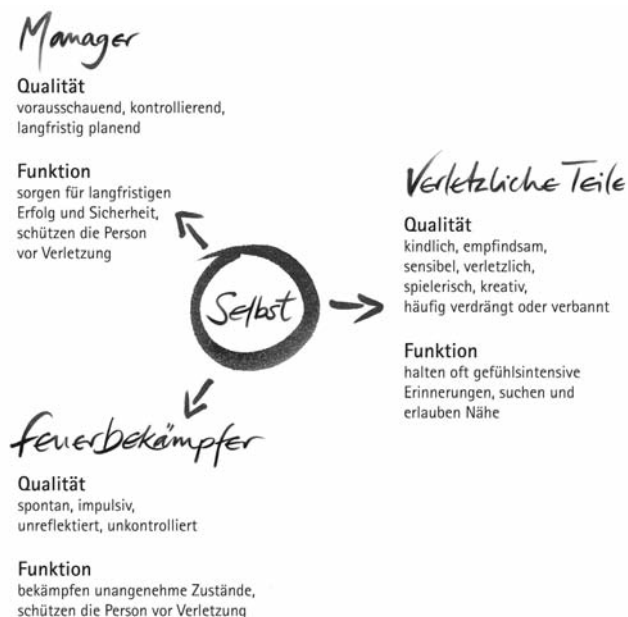 Manager
Qualität
vorausschauend, kontrollierend,
langfristig planend
Funktion
sorgen für langfristigen
Erfolg und Sicherheit,
schützen die Person
vor Verletzung
Selbst
Verletzliche Teile
Qualität
kindlich, empfindsam,
sensibel, verletzlich,
spielerisch, kreativ,
häufig verdrängt oder verbannt
Funktion
halten oft gefühlsintensive
Erinnerungen, suchen und
erlauben Nähe
Feuerbekämpfer
Qualität
spontan, impulsiv,
unreflektiert, unkontrolliert
Funktion
bekämpfen unangenehme Zustände,
schützen die Person vor Verletzung